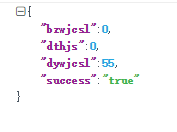 {
"bzwjcsl":0,
"dthjs":0,
"dywjcsl":55,
"success":"true"
}